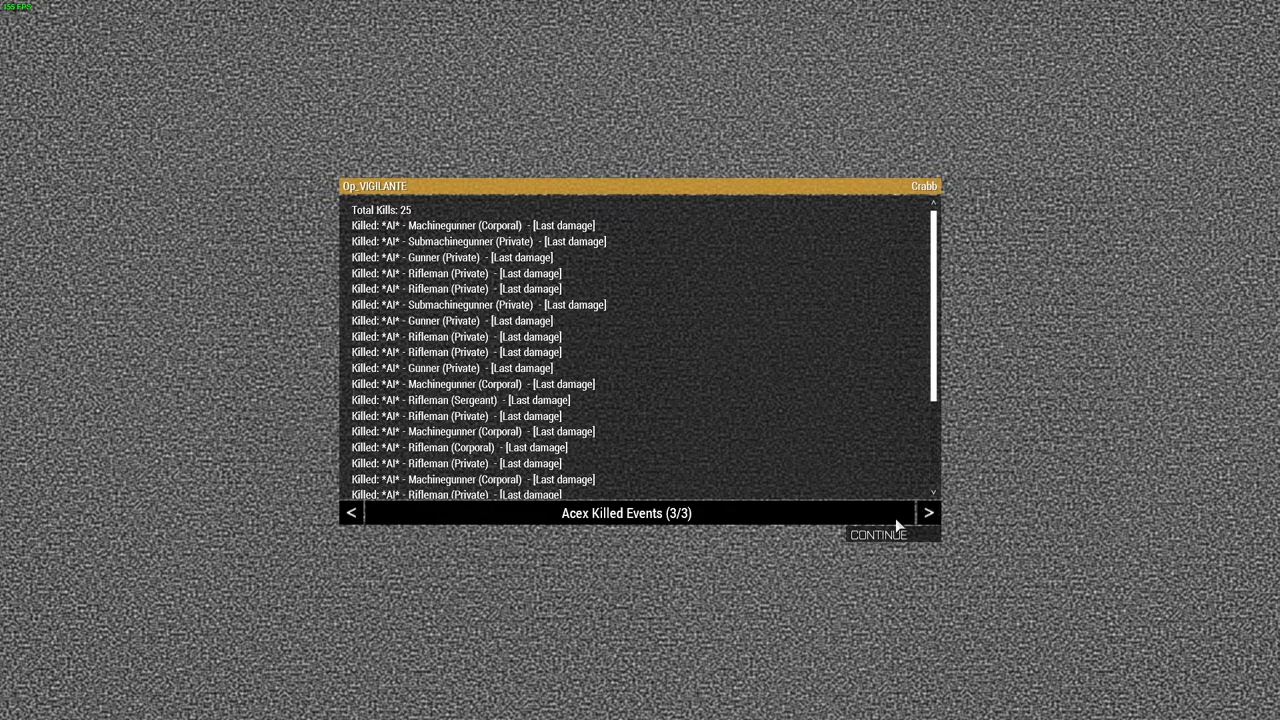 155 FPS
Op_VIGILANTE
Crabb
Total Kills: 25
Killed: *AI* - Machinegunner (Corporal) - [Last damage]
Killed: *AI* - Submachinegunner (Private) - [Last damage]
Killed: *AI* - Gunner (Private) - [Last damage]
Killed: *AI* - Rifleman (Private) - [Last damage]
Killed: *AI* - Rifleman (Private) - [Last damage]
Killed: *AI* - Submachinegunner (Private) - [Last damage]
Killed: *AI* - Gunner (Private) - [Last damage]
Killed: *AI* - Rifleman (Private) - [Last damage]
Killed: *AI* - Rifleman (Private) - [Last damage]
Killed: *AI* - Gunner (Private) - [Last damage]
Killed: *AI* - Machinegunner (Corporal) - [Last damage]
Killed: *AI* - Rifleman (Sergeant) - [Last damage]
Killed: *AI* - Rifleman (Private) - [Last damage]
Killed: *AI* - Machinegunner (Corporal) - [Last damage]
Killed: *AI* - Rifleman (Corporal) - [Last damage]
Killed: *AI* - Rifleman (Private) - [Last damage]
Killed: *AI* - Machinegunner (Corporal) - [Last damage]
Killed: *AI* - Rifleman (Private) - [Last damage]
< Acex Killed Events (3/3) >
CONTINUE